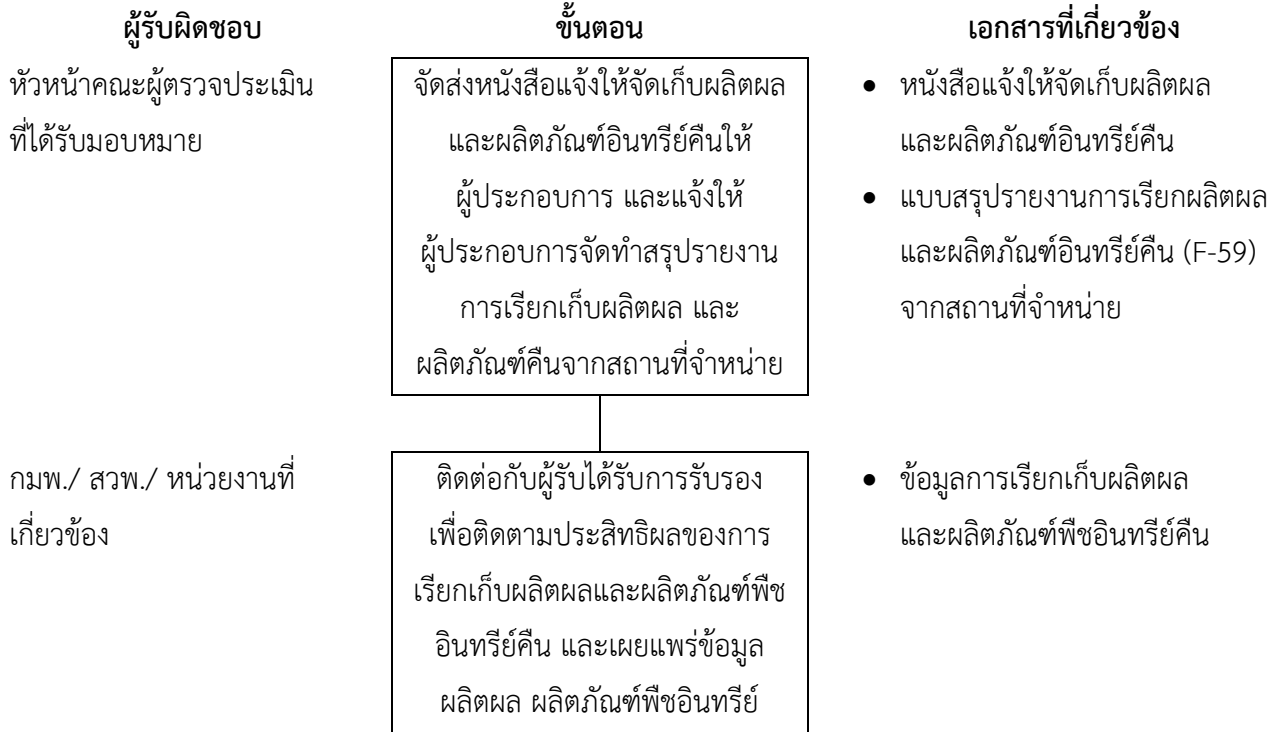 ผู้รับผิดชอบ
ขั้นตอน
เอกสารที่เกี่ยวข้อง
หัวหน้าคณะผู้ตรวจประเมิน
ที่ได้รับมอบหมาย
จัดส่งหนังสือแจ้งให้จัดเก็บผลิตผล
และผลิตภัณฑ์อินทรีย์คืนให้
ผู้ประกอบการ และแจ้งให้
ผู้ประกอบการจัดทำสรุปรายงาน
การเรียกเก็บผลิตผล และ
ผลิตภัณฑ์คืนจากสถานที่จำหน่าย
• หนังสือแจ้งให้จัดเก็บผลิตผล
และผลิตภัณฑ์อินทรีย์คืน
• แบบสรุปรายงานการเรียกผลิตผล
และผลิตภัณฑ์อินทรีย์คืน (F-59)
จากสถานที่จำหน่าย
กมพ./ สวพ./ หน่วยงานที่
เกี่ยวข้อง
ติดต่อกับผู้รับได้รับการรับรอง
เพื่อติดตามประสิทธิผลของการ
เรียกเก็บผลิตผลและผลิตภัณฑ์พืช
อินทรีย์คืน และเผยแพร่ข้อมูล
ผลิตผล ผลิตภัณฑ์พืชอินทรีย์
• ข้อมูลการเรียกเก็บผลิตผล
และผลิตภัณฑ์พืชอินทรีย์คืน